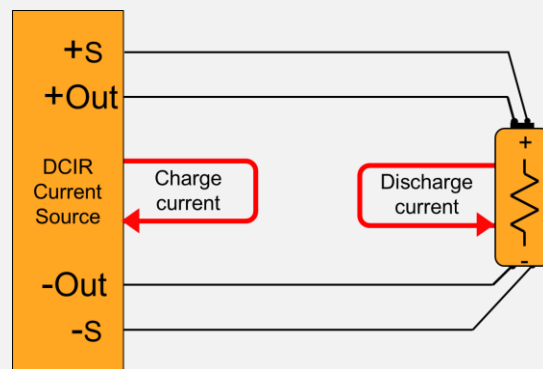 +S
+Out
DCIR
Current
Source
Charge
current
Discharge
current
+
-
-Out
-S